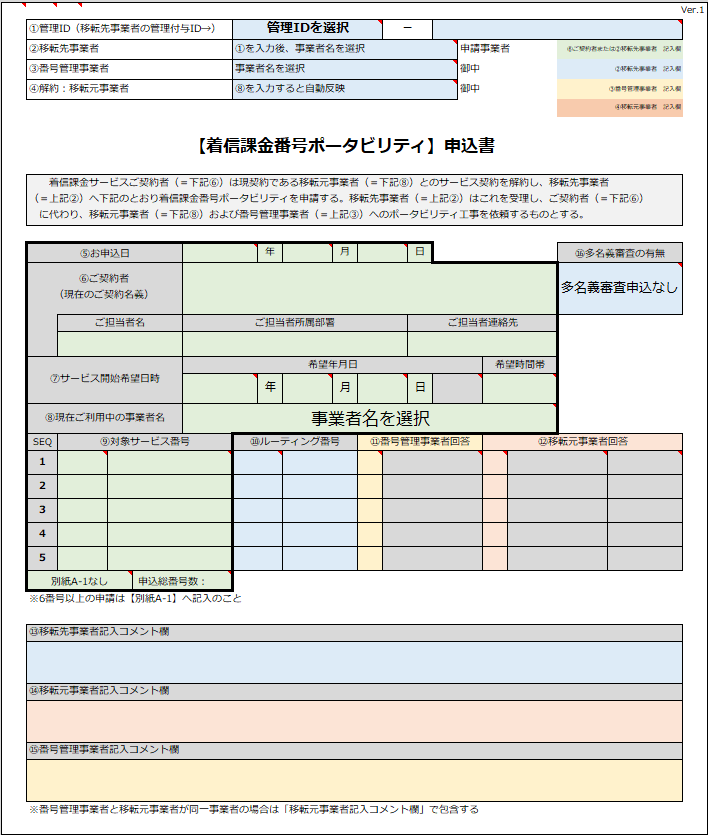 Ver.1
①管理ID（移転先事業者の管理付与ID→） 管理IDを選択 －
②移転先事業者 ①を入力後、事業者名を選択 申請事業者
③番号管理事業者 事業者名を選択 御中
④解約：移転元事業者 ⑧を入力すると自動反映 御中
⑥ご契約者または②移転先事業者 記入欄
②移転先事業者 記入欄
③番号管理事業者 記入欄
④移転元事業者 記入欄
【着信課金番号ポータビリティ】申込書
着信課金サービスご契約者（＝下記⑥）は現契約である移転元事業者（＝下記⑧）とのサービス契約を解約し、移転先事業者
（＝上記②）へ下記のとおり着信課金番号ポータビリティを申請する。移転先事業者（＝上記②）はこれを受理し、ご契約者（＝下記⑥）
に代わり、移転元事業者（＝下記⑧）および番号管理事業者（＝上記③）へのポータビリティ工事を依頼するものとする。
⑤お申込日 年 月 日
⑯多名義審査の有無
多名義審査申込なし
⑥ご契約者
（現在のご契約名義）
ご担当者名 ご担当者所属部署 ご担当者連絡先
⑦サービス開始希望日時
希望年月日 希望時間帯
年 月 日
⑧現在ご利用中の事業者名 事業者名を選択
SEQ ⑨対象サービス番号 ⑩ルーティング番号 ⑪番号管理事業者回答 ⑫移転元事業者回答
1
2
3
4
5
別紙A-1なし 申込総番号数：
※6番号以上の申請は【別紙A-1】へ記入のこと
⑬移転先事業者記入コメント欄
⑭移転元事業者記入コメント欄
⑮番号管理事業者記入コメント欄
※番号管理事業者と移転元事業者が同一事業者の場合は「移転元事業者記入コメント欄」で包含する